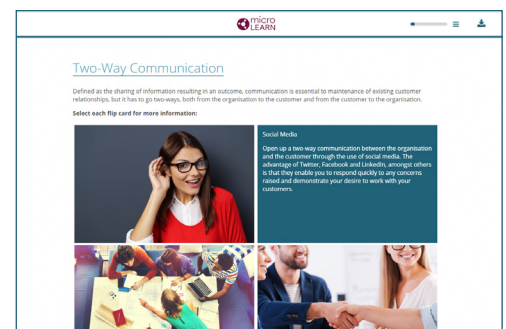 micro
LEARN
Two-Way Communication
Defined as the sharing of information resulting in an outcome, communication is essential to maintenance of existing customer
relationships, but it has to go two-ways, both from the organisation to the customer and from the customer to the organisation.
Select each flip card for more information:
Social Media
Open up a two-way communication between the organisation
and the customer through the use of social media. The
advantage of Twitter, Facebook and LinkedIn, amongst others
is that they enable you to respond quickly to any concerns
raised and demonstrate your desire to work with your
customers.